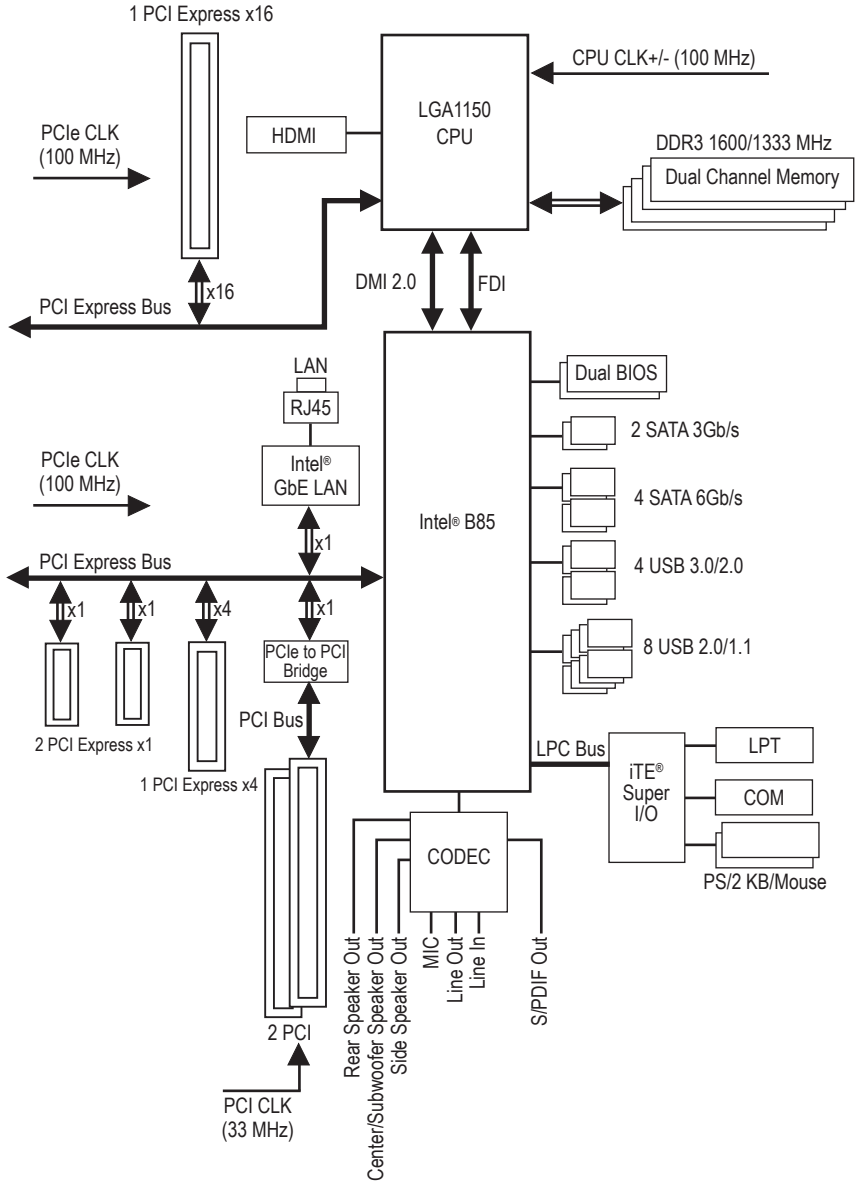 1 PCI Express x16
CPU CLK+/- (100 MHz)
LGA1150
CPU
PCIe CLK
(100 MHz)
HDMI
DDR3 1600/1333 MHz
Dual Channel Memory
DMI 2.0
FDI
x16
PCI Express Bus
LAN
RJ45
Dual BIOS
2 SATA 3Gb/s
PCIe CLK
(100 MHz)
Intel®
GbE LAN
4 SATA 6Gb/s
Intel® B85
x1
PCI Express Bus
4 USB 3.0/2.0
x1
x1
x4
x1
PCIe to PCI
Bridge
8 USB 2.0/1.1
PCI Bus
2 PCI Express x1
1 PCI Express x4
LPC Bus
iTE®
Super
I/O
LPT
COM
PS/2 KB/Mouse
CODEC
Rear Speaker Out
Center/Subwoofer Speaker Out
Side Speaker Out
MIC
Line Out
Line In
S/PDIF Out
2 PCI
PCI CLK
(33 MHz)